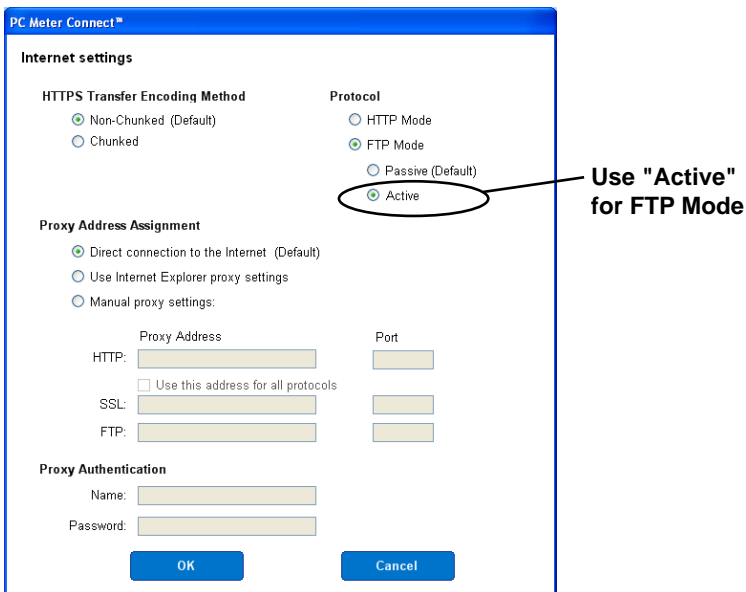 PC Meter Connect™
Internet settings
HTTPS Transfer Encoding Method
Non-Chunked (Default)
Chunked
Protocol
HTTP Mode
FTP Mode
Passive (Default)
Active
Use "Active"
for FTP Mode
Proxy Address Assignment
Direct connection to the Internet (Default)
Use Internet Explorer proxy settings
Manual proxy settings:
Proxy Address Port
HTTP:
Use this address for all protocols
SSL:
FTP:
Proxy Authentication
Name:
Password:
OK Cancel